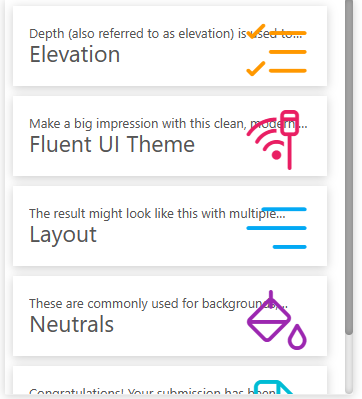 Depth (also referred to as elevation) is used to...
Elevation
Make a big impression with this clean, modern...
Fluent UI Theme
The result might look like this with multiple...
Layout
These are commonly used for backgrounds,...
Neutrals
Congratulations! Your submission has been